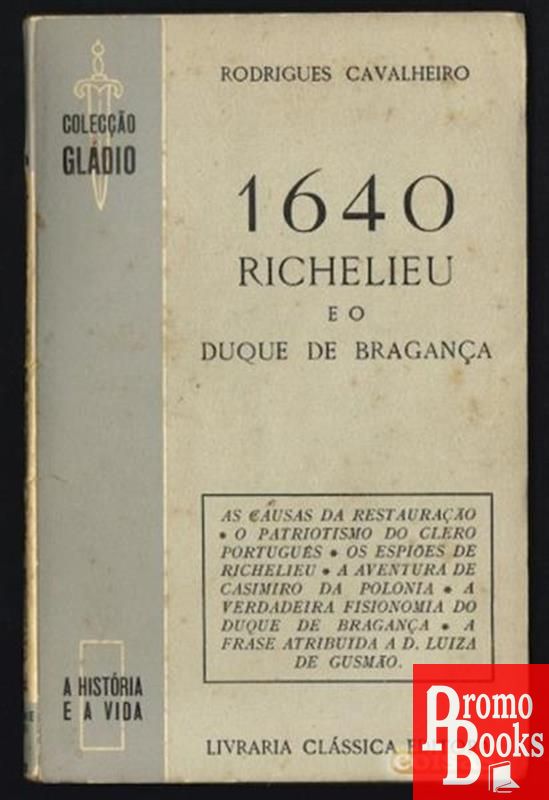 RODRIGUES CAVALHEIRO
COLECÇÃO
GLÁDIO
1640
RICHELIEU
E O
DUQUE DE BRAGANÇA
AS CAUSAS DA RESTAURAÇÃO
* O PATRIOTISMO DO CLERO
PORTUGUÊS * OS ESPIÕES DE
RICHELIEU * A AVENTURA DE
CASIMIRO DA POLONIA * A
VERDADEIRA FISIONOMIA DO
DUQUE DE BRAGANÇA * A
FRASE ATRIBUIDA A D. LUIZA
DE GUSMÃO.
A HISTÓRIA
E A VIDA
LIVRARIA CLÁSSICA
Bromo
Books